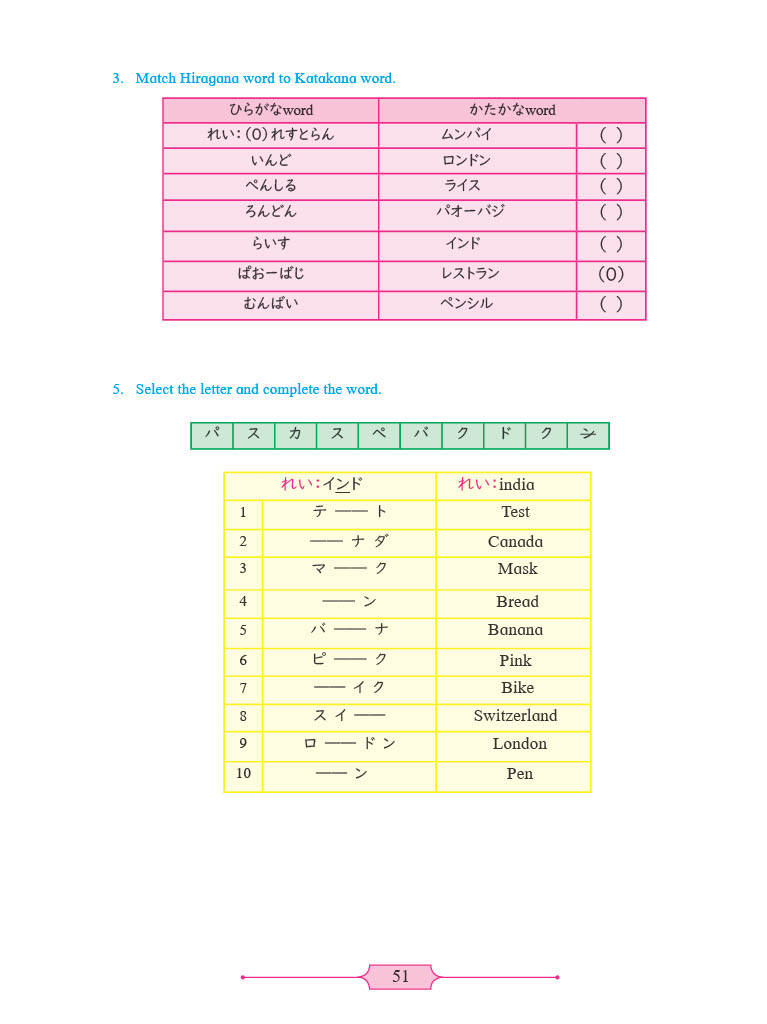 3. Match Hiragana word to Katakana word.
ひらがなword かたかなword
れい：(O)れすとらん ムンバイ ( )
いんど ロンドン ( )
ぺんしる ライス ( )
ろんどん パオーバジ ( )
らいす インド ( )
ぱおーばじ レストラン (O)
むんばい ペンシル ( )
5. Select the letter and complete the word.
パ ス カ ス ペ バ ク ド ク ン
れい：インド れい：india
1 テ —— ト Test
2 —— ナ ダ Canada
3 マ —— ク Mask
4 —— ン Bread
5 バ —— ナ Banana
6 ピ —— ク Pink
7 —— イ ク Bike
8 ス イ —— Switzerland
9 ロ —— ド ン London
10 —— ン Pen
51